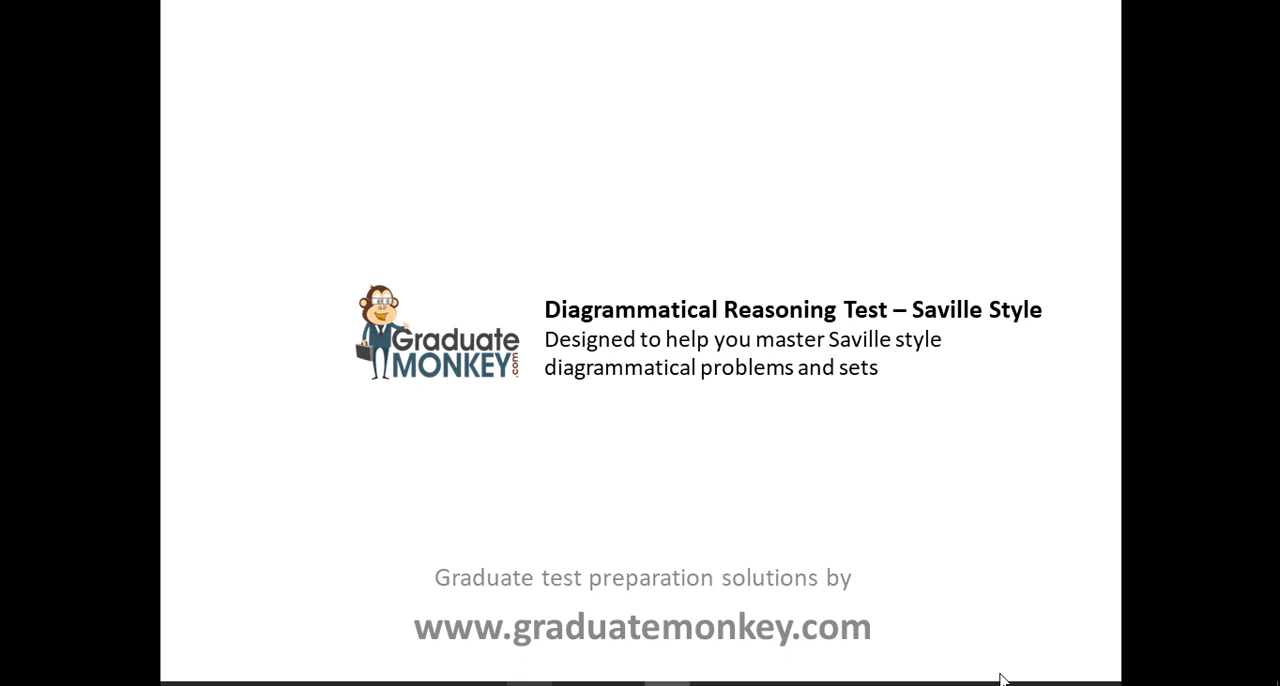 Graduate
MONKEY.com
Diagrammatical Reasoning Test – Saville Style
Designed to help you master Saville style
diagrammatical problems and sets
Graduate test preparation solutions by
www.graduatemonkey.com